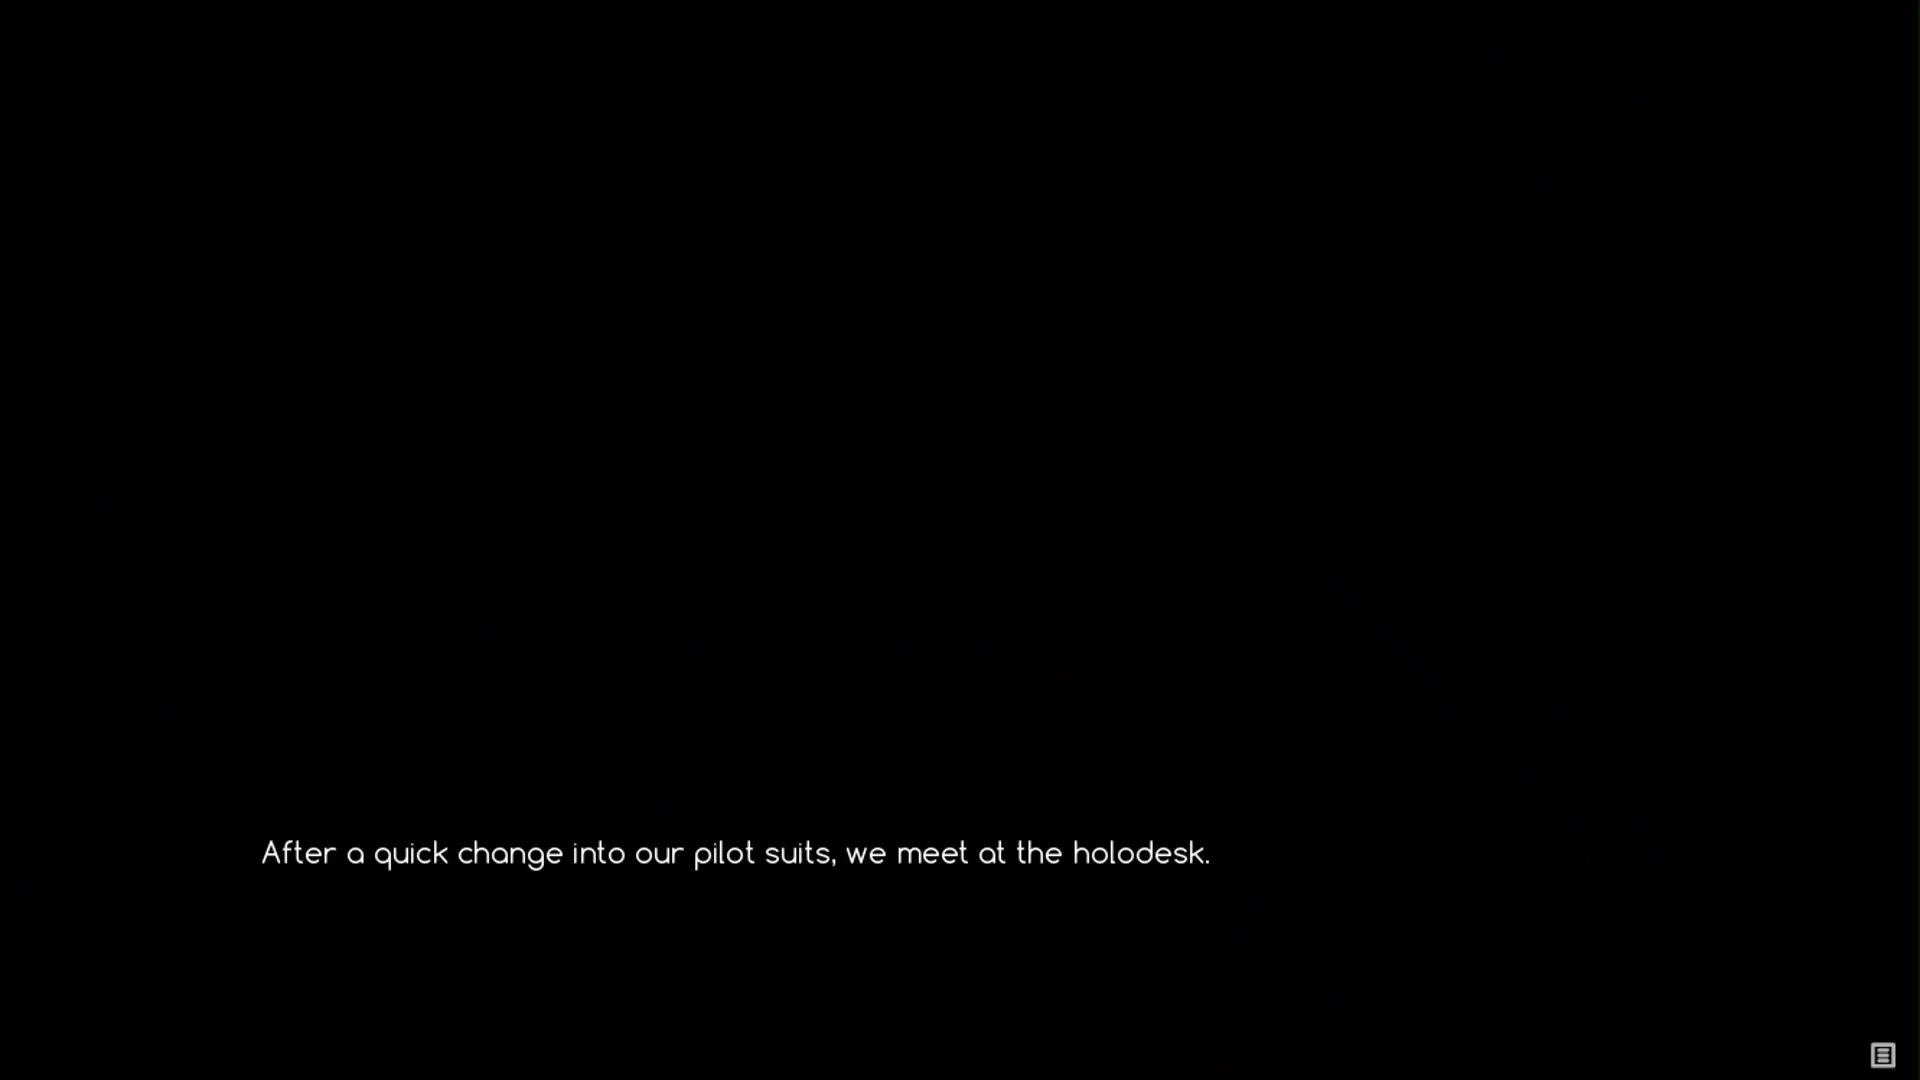 After a quick change into our pilot suits, we meet at the holodesk.